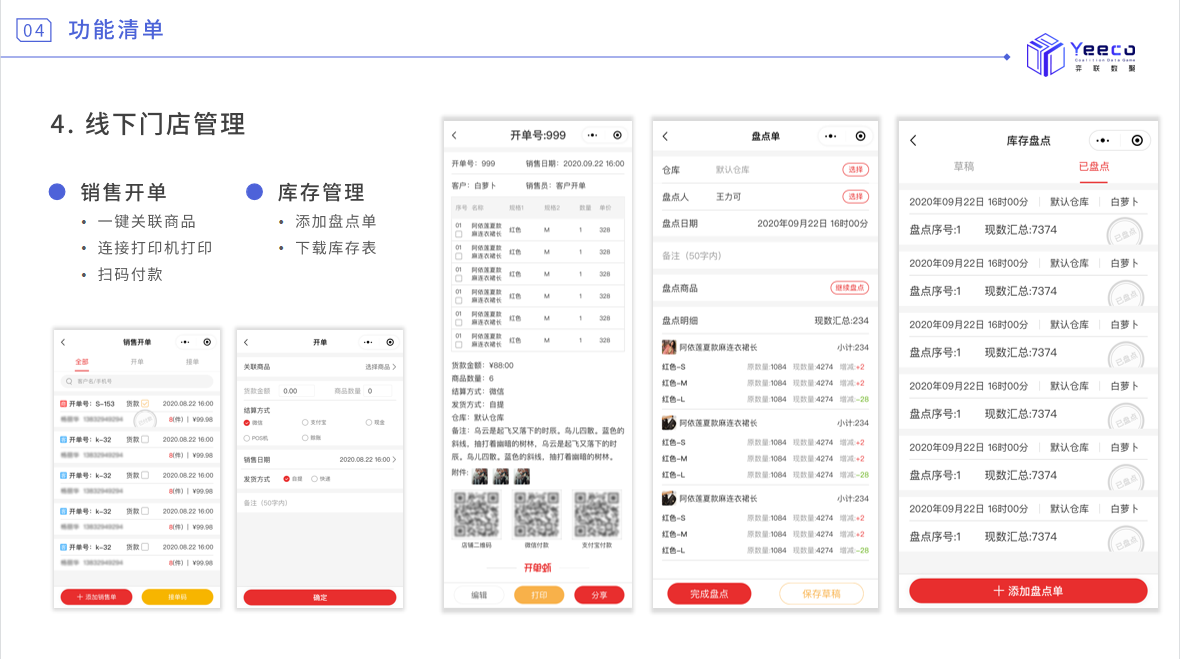 04 功能清单
Yeeco
弈联数聚
4. 线下门店管理
销售开单
• 一键关联商品
• 连接打印机打印
• 扫码付款
库存管理
• 添加盘点单
• 下载库存表
销售开单
全部 开单 接单
客户名/手机号
开单号: S-153 货款 2020.08.22 16:00
8(件) | ¥99.98
开单号: k-32 货款 2020.08.22 16:00
8(件) | ¥99.98
开单号: k-32 货款 2020.08.22 16:00
8(件) | ¥99.98
开单号: k-32 货款 2020.08.22 16:00
8(件) | ¥99.98
开单号: k-32 货款 2020.08.22 16:00
8(件) | ¥99.98
+ 添加销售单 接单码
开单
关联商品 选择商品 >
货款金额 0.00 商品数量 0
结算方式
微信 支付宝 现金
POS机
销售日期 2020.08.22 16:00 >
发货方式 自提 快递
备注 (50字内)
确定
开单号:999
开单号: 999 销售日期: 2020.09.22 16:00
客户: 白萝卜 销售员: 客户开单
序号 名称 规格1 规格2 数量 单价
01 阿依莲夏款麻连衣裙长 红色 M 1 328
01 阿依莲夏款麻连衣裙长 红色 M 1 328
01 阿依莲夏款麻连衣裙长 红色 M 1 328
01 阿依莲夏款麻连衣裙长 红色 M 1 328
01 阿依莲夏款麻连衣裙长 红色 M 1 328
01 阿依莲夏款麻连衣裙长 红色 M 1 328
货款金额: ¥88:00
商品数量: 6
结算方式: 微信
发货方式: 自提
仓库: 默认仓库
备注: 乌云是起飞又落下的时辰。鸟儿四散。蓝色的
斜线, 抽打着幽暗的树林, 乌云是起飞又落下的时
辰。鸟儿四散。蓝色的斜线, 抽打着幽暗的树林。
附件:
店铺二维码 微信付款 支付宝付款
开单蛳
编辑 打印 分享
盘点单
仓库 默认仓库 选择
盘点人 王力可 选择
盘点日期 2020年09月22日 16时00分
备注 (50字内)
盘点商品 继续盘点
盘点明细 现数汇总:234
阿依莲夏款麻连衣裙长 小计:234
红色-S 原数量:1084 现数量:4274 增减:+2
红色-M 原数量:1084 现数量:4274 增减:+2
红色-L 原数量:1084 现数量:4274 增减:-28
阿依莲夏款麻连衣裙长 小计:234
红色-S 原数量:1084 现数量:4274 增减:+2
红色-M 原数量:1084 现数量:4274 增减:+2
红色-L 原数量:1084 现数量:4274 增减:-28
阿依莲夏款麻连衣裙长 小计:234
红色-S 原数量:1084 现数量:4274 增减:+2
红色-M 原数量:1084 现数量:4274 增减:+2
红色-L 原数量:1084 现数量:4274 增减:-28
完成盘点 保存草稿
库存盘点
草稿 已盘点
2020年09月22日 16时00分 默认仓库 白萝卜
盘点序号:1 现数汇总:7374 已盘点
2020年09月22日 16时00分 默认仓库 白萝卜
盘点序号:1 现数汇总:7374 已盘点
2020年09月22日 16时00分 默认仓库 白萝卜
盘点序号:1 现数汇总:7374 已盘点
2020年09月22日 16时00分 默认仓库 白萝卜
盘点序号:1 现数汇总:7374 已盘点
2020年09月22日 16时00分 默认仓库 白萝卜
盘点序号:1 现数汇总:7374 已盘点
2020年09月22日 16时00分 默认仓库 白萝卜
盘点序号:1 现数汇总:7374 已盘点
+ 添加盘点单